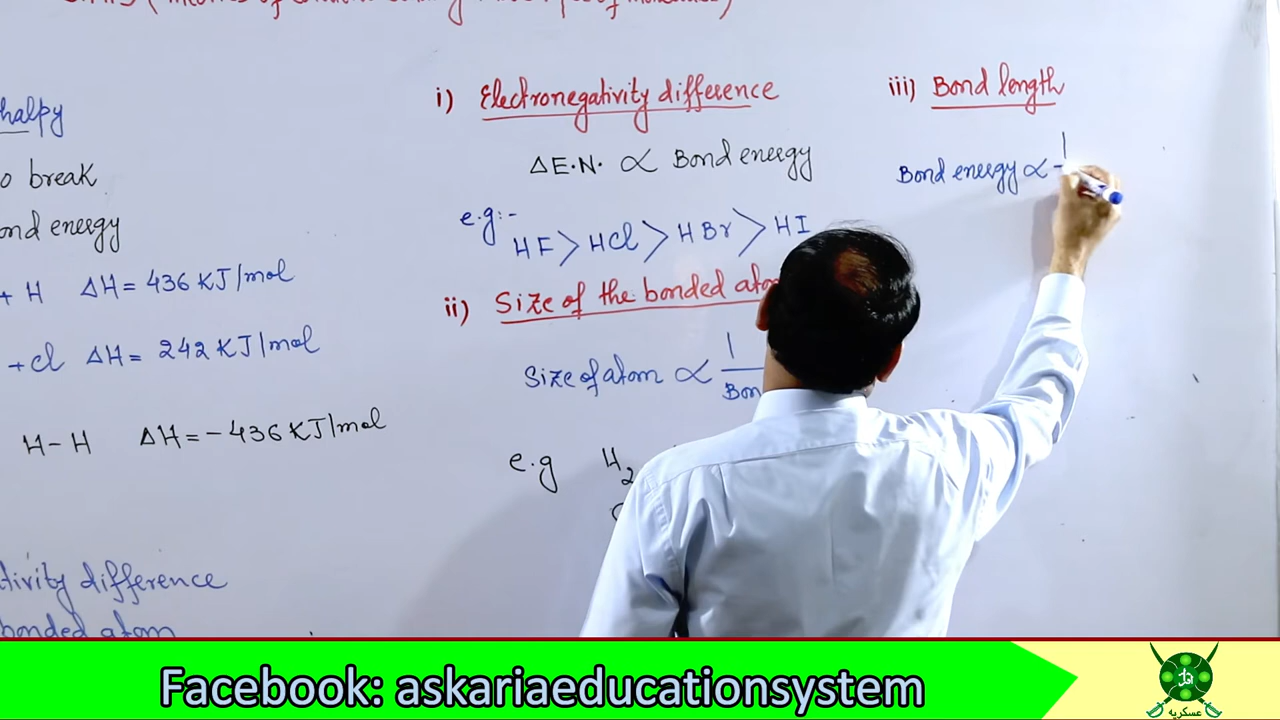 halpy
o break
ond energy
+ H ΔH = 436 KJ/mol
+ Cl ΔH = 242 KJ/mol
H-H ΔH = -436 KJ/mol
tivity difference
bonded atom
i) Electronegativity difference
ΔE.N. ∝ Bond energy
e.g:-
HF > HCl > HBr > HI
ii) Size of the bonded atom
Size of atom ∝ 1
Bon
e.g H2
iii) Bond length
Bond energy ∝ 1
Facebook: askariaeducationsystem
عسکریہ